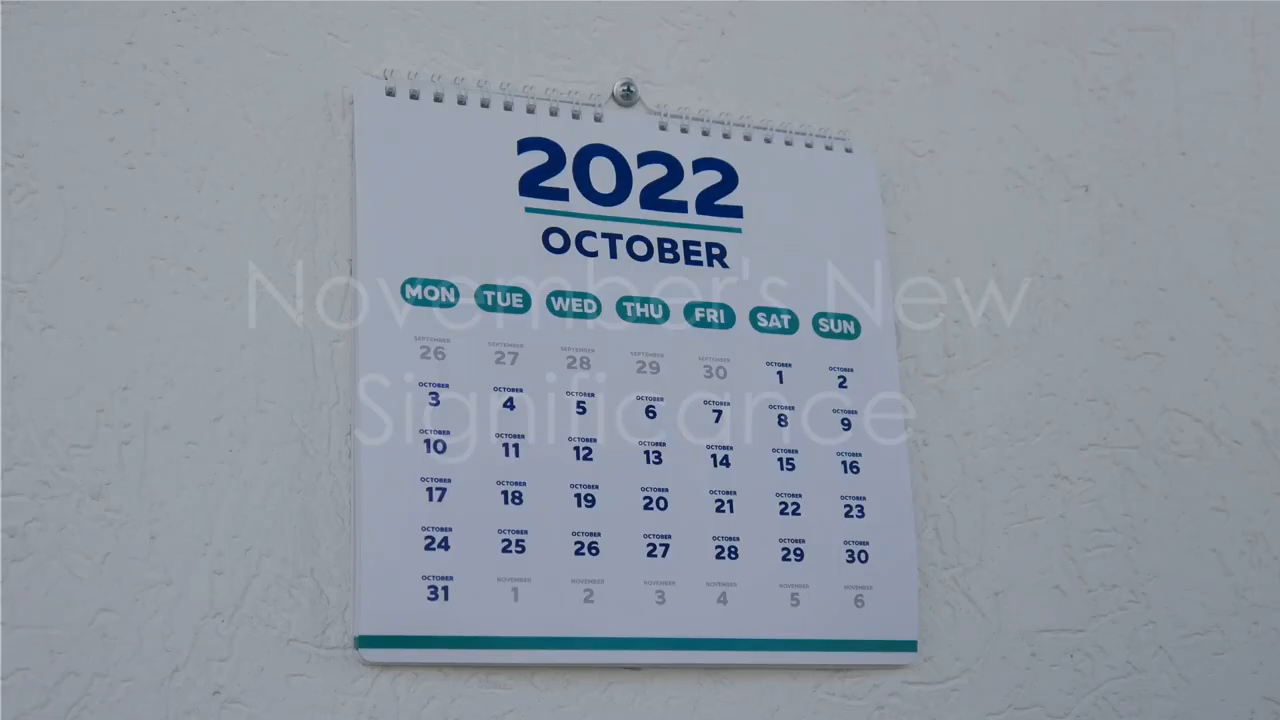 2022
OCTOBER
November's New
MON TUE WED THU FRI SAT SUN
SEPTEMBER SEPTEMBER SEPTEMBER SEPTEMBER SEPTEMBER OCTOBER OCTOBER
26 27 28 29 30 1 2
Significance
OCTOBER OCTOBER OCTOBER OCTOBER OCTOBER OCTOBER OCTOBER
3 4 5 6 7 8 9
OCTOBER OCTOBER OCTOBER OCTOBER OCTOBER OCTOBER OCTOBER
10 11 12 13 14 15 16
OCTOBER OCTOBER OCTOBER OCTOBER OCTOBER OCTOBER OCTOBER
17 18 19 20 21 22 23
OCTOBER OCTOBER OCTOBER OCTOBER OCTOBER OCTOBER OCTOBER
24 25 26 27 28 29 30
OCTOBER NOVEMBER NOVEMBER NOVEMBER NOVEMBER NOVEMBER NOVEMBER
31 1 2 3 4 5 6